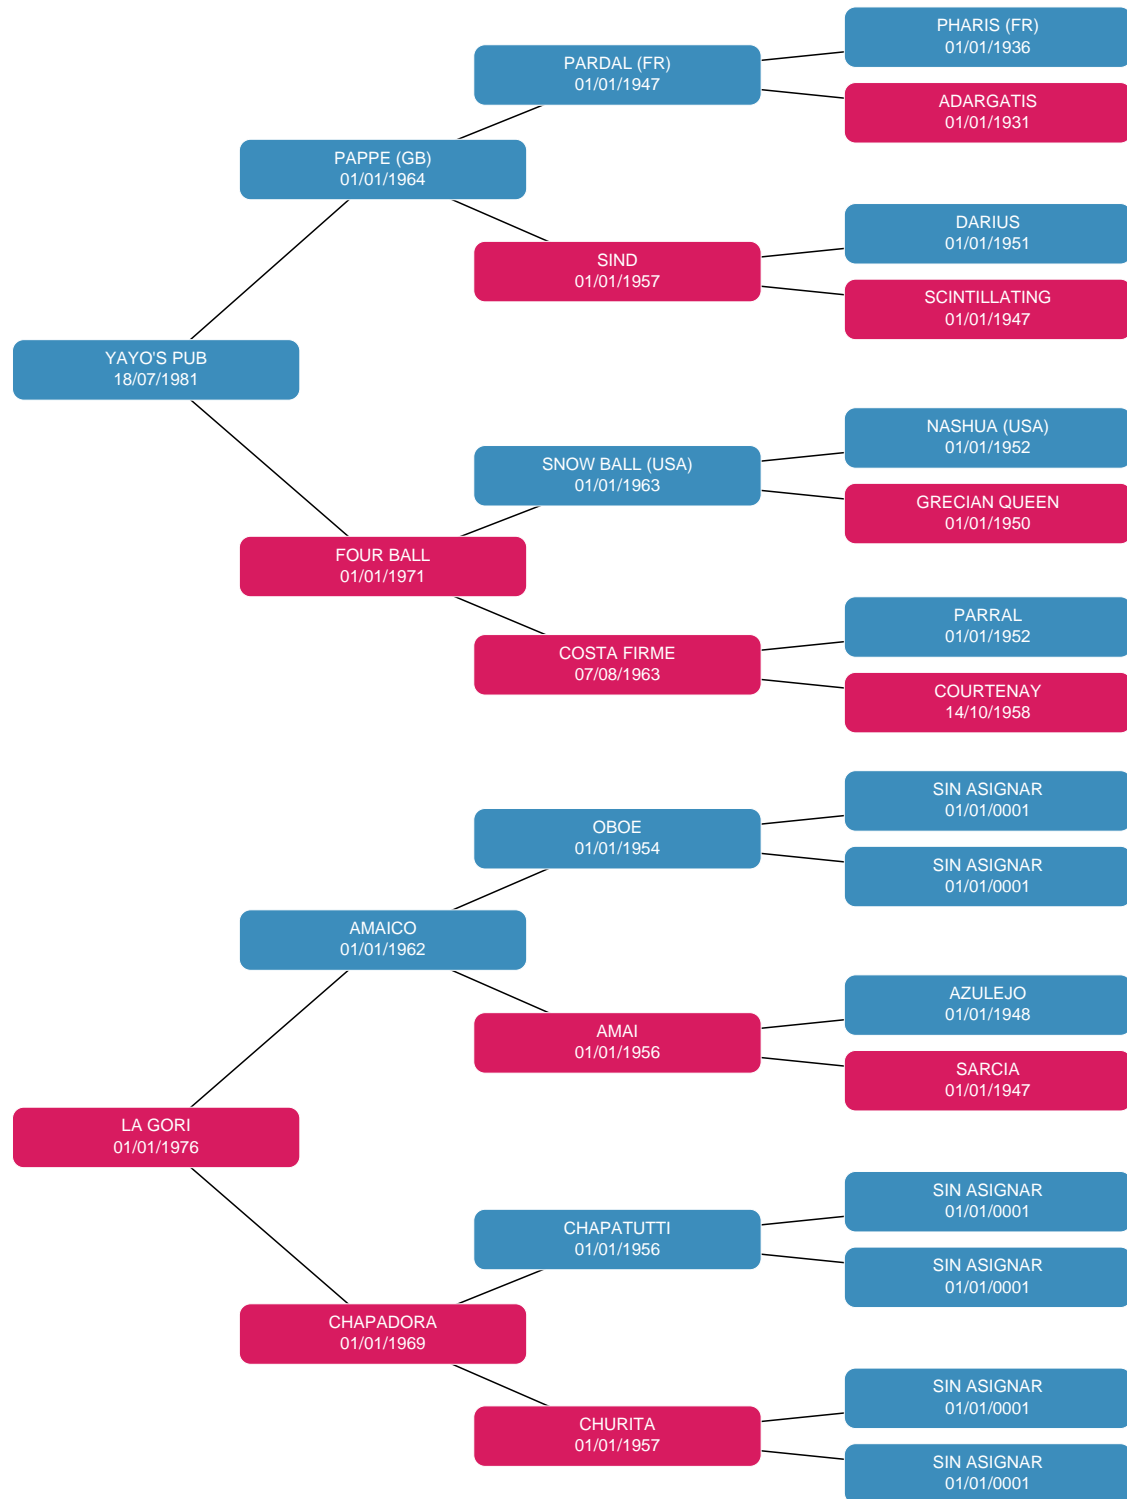 PHARIS (FR)
01/01/1936
PARDAL (FR)
01/01/1947
ADARGATIS
01/01/1931
PAPPE (GB)
01/01/1964
DARIUS
01/01/1951
SIND
01/01/1957
SCINTILLATING
01/01/1947
YAYO'S PUB
18/07/1981
NASHUA (USA)
01/01/1952
SNOW BALL (USA)
01/01/1963
GRECIAN QUEEN
01/01/1950
FOUR BALL
01/01/1971
PARRAL
01/01/1952
COSTA FIRME
07/08/1963
COURTENAY
14/10/1958
SIN ASIGNAR
01/01/0001
OBOE
01/01/1954
SIN ASIGNAR
01/01/0001
AMAICO
01/01/1962
AZULEJO
01/01/1948
AMAI
01/01/1956
SARCIA
01/01/1947
LA GORI
01/01/1976
SIN ASIGNAR
01/01/0001
CHAPATUTTI
01/01/1956
SIN ASIGNAR
01/01/0001
CHAPADORA
01/01/1969
SIN ASIGNAR
01/01/0001
CHURITA
01/01/1957
SIN ASIGNAR
01/01/0001